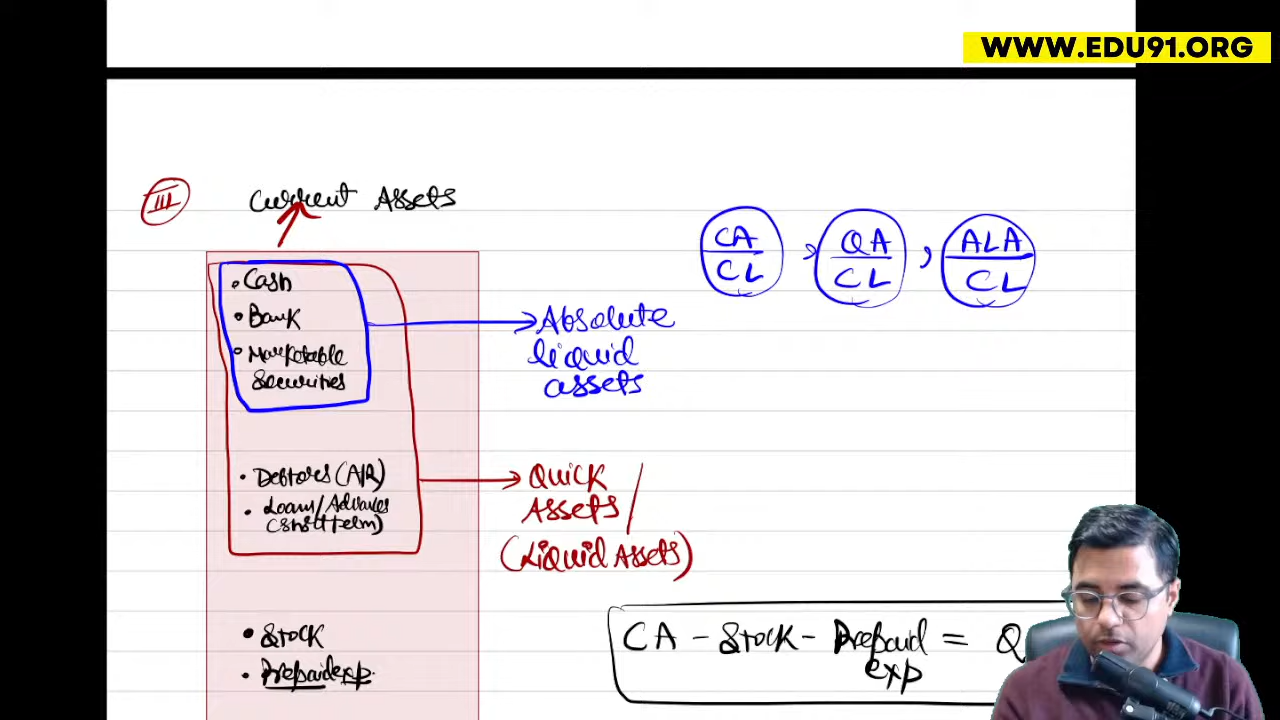 WWW.EDU91.ORG
III
Current Assets
• Cash
• Bank
• Marketable
Securities
Absolute
liquid
assets
CA
CL
,
QA
CL
,
ALA
CL
• Debtors (A/R)
• Loans/Advances
(Short term)
Quick
Assets /
(Liquid Assets)
• Stock
• Prepaid exp.
CA - Stock - Prepaid = Q
exp